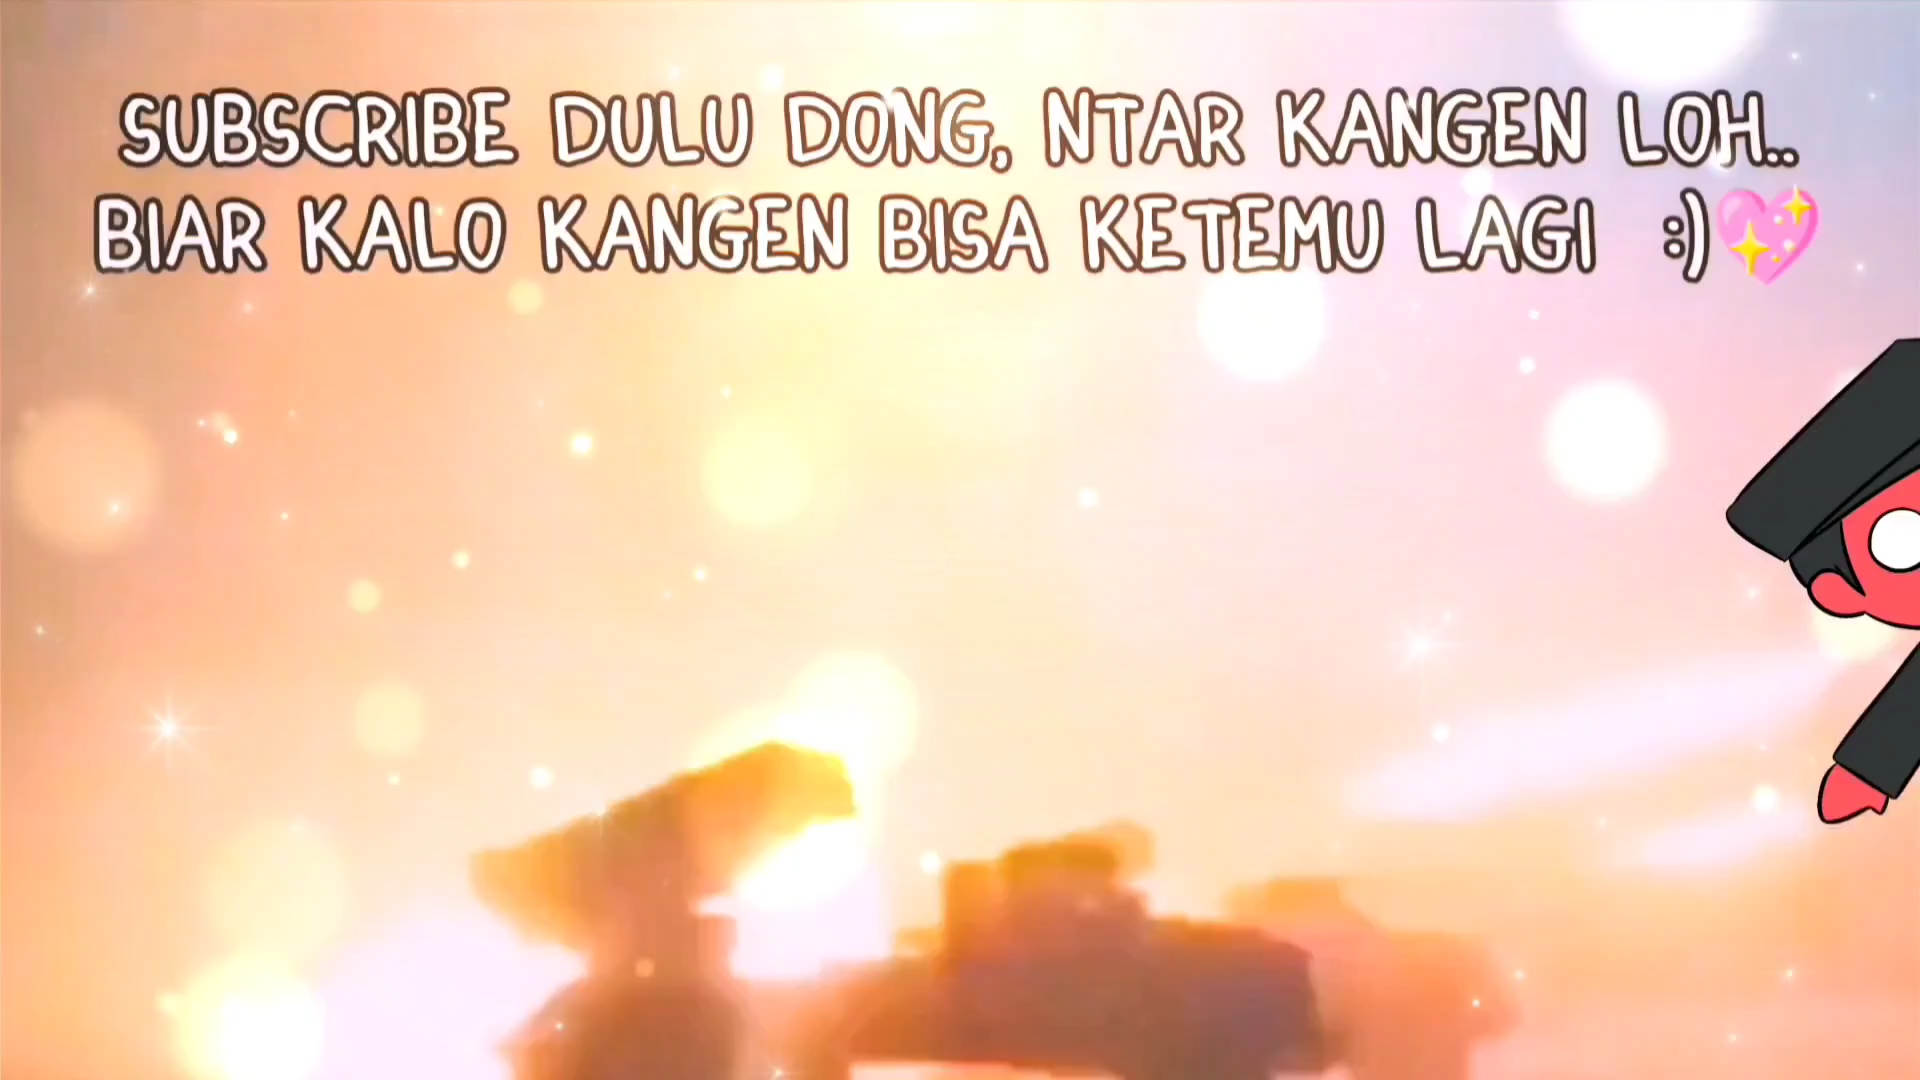 SUBSCRIBE DULU DONG, NTAR KANGEN LOH..
BIAR KALO KANGEN BISA KETEMU LAGI :)💖